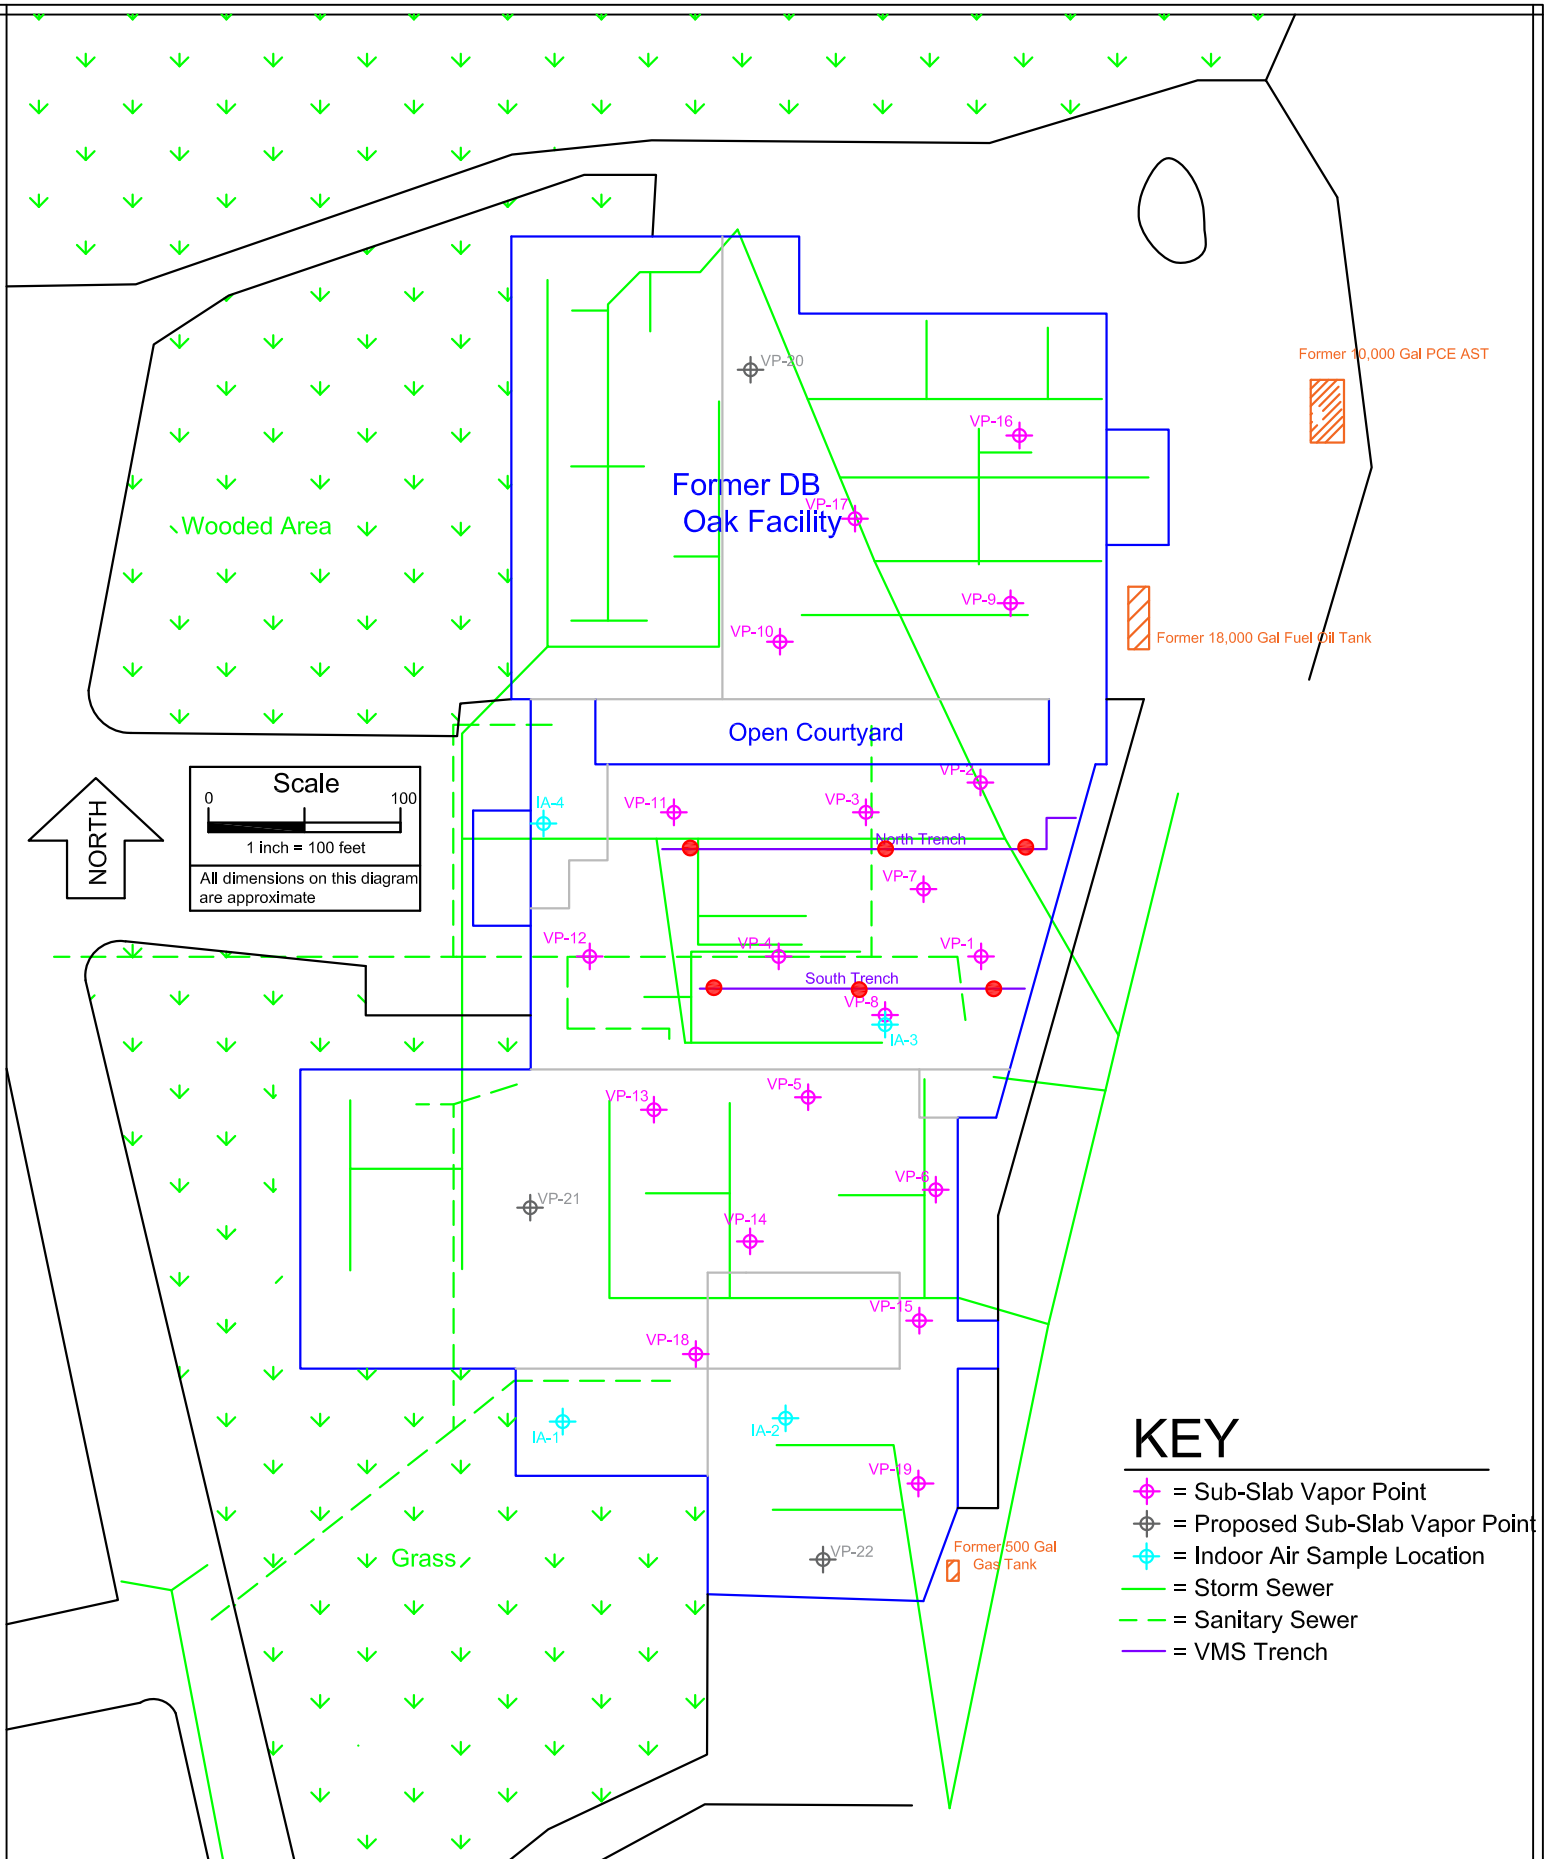 Former 10,000 Gal PCE AST
VP-20
VP-16
Former DB
Oak Facility
VP-17
Wooded Area
VP-9
VP-10
Former 18,000 Gal Fuel Oil Tank
Open Courtyard
VP-2
Scale
0
100
1 inch = 100 feet
All dimensions on this diagram
are approximate
NORTH
IA-4
VP-11
VP-3
North Trench
VP-7
VP-12
VP-4
VP-1
South Trench
VP-8
IA-3
VP-5
VP-13
VP-6
VP-21
VP-14
VP-15
VP-18
IA-1
IA-2
VP-19
VP-22
Former 500 Gal
Gas Tank
Grass
KEY
= Sub-Slab Vapor Point
= Proposed Sub-Slab Vapor Point
= Indoor Air Sample Location
= Storm Sewer
= Sanitary Sewer
= VMS Trench